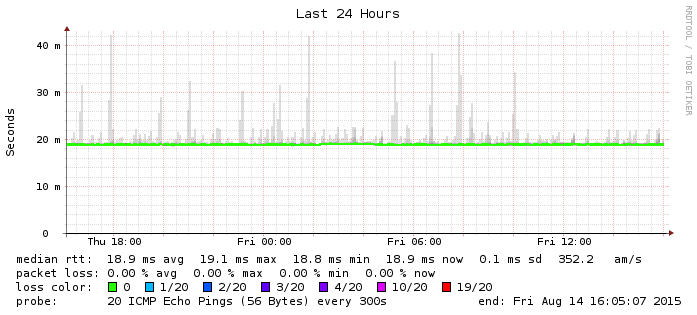 Last 24 Hours
RRDTOOL / TOBI OETIKER
Seconds
40 m
30 m
20 m
10 m
0
Thu 18:00 Fri 00:00 Fri 06:00 Fri 12:00
median rtt: 18.9 ms avg 19.1 ms max 18.8 ms min 18.9 ms now 0.1 ms sd 352.2 am/s
packet loss: 0.00 % avg 0.00 % max 0.00 % min 0.00 % now
loss color: 0 1/20 2/20 3/20 4/20 10/20 19/20
probe: 20 ICMP Echo Pings (56 Bytes) every 300s end: Fri Aug 14 16:05:07 2015